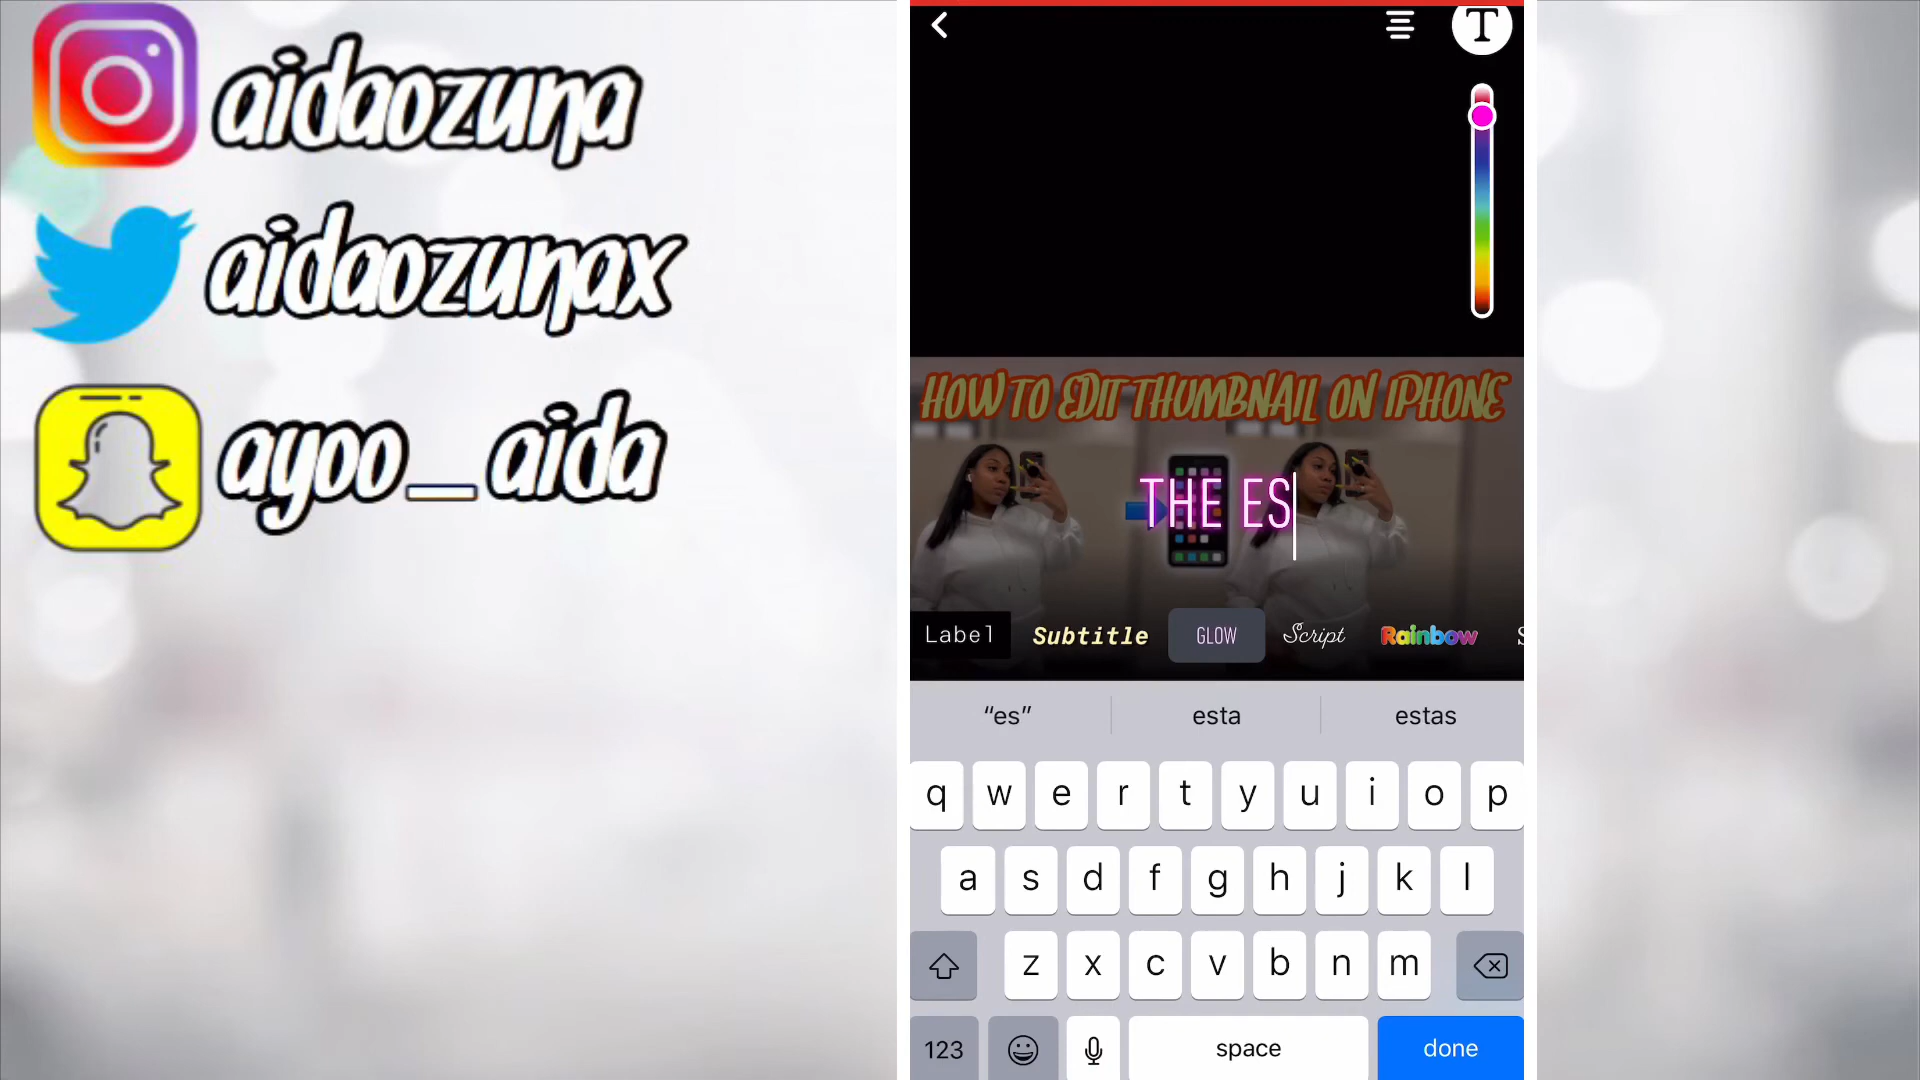 aidaozuna
aidaozunax
ayoo_aida
T
HOW TO EDIT THUMBNAIL ON IPHONE
THE ES
Label Subtitle GLOW Script Rainbow S
“es” esta estas
q w e r t y u i o p
a s d f g h j k l
z x c v b n m
123 space done